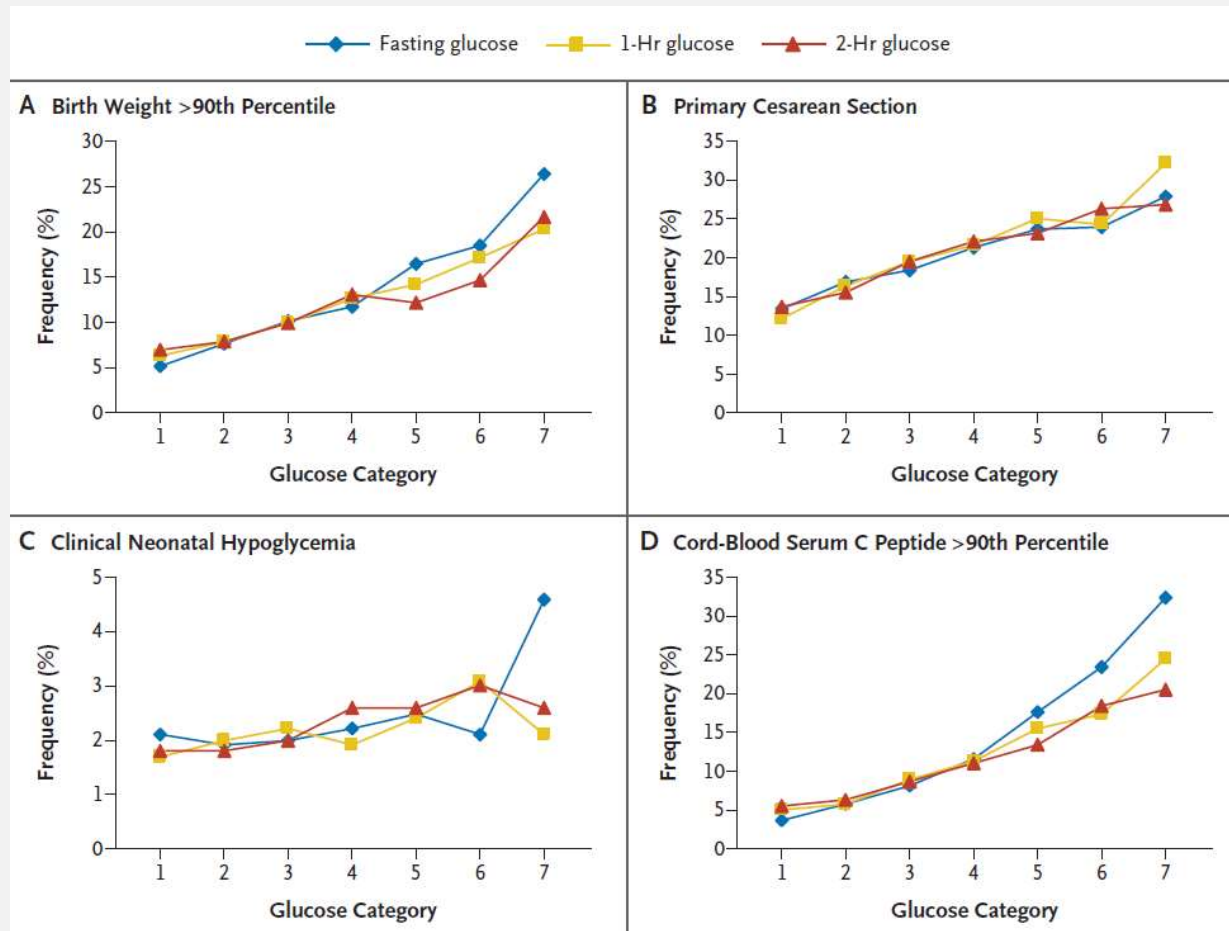 Fasting glucose 1-Hr glucose 2-Hr glucose
A Birth Weight >90th Percentile
30
25
20
15
10
5
0
Frequency (%)
1 2 3 4 5 6 7
Glucose Category
B Primary Cesarean Section
35
30
25
20
15
10
5
0
Frequency (%)
1 2 3 4 5 6 7
Glucose Category
C Clinical Neonatal Hypoglycemia
5
4
3
2
1
0
Frequency (%)
1 2 3 4 5 6 7
Glucose Category
D Cord-Blood Serum C Peptide >90th Percentile
35
30
25
20
15
10
5
0
Frequency (%)
1 2 3 4 5 6 7
Glucose Category